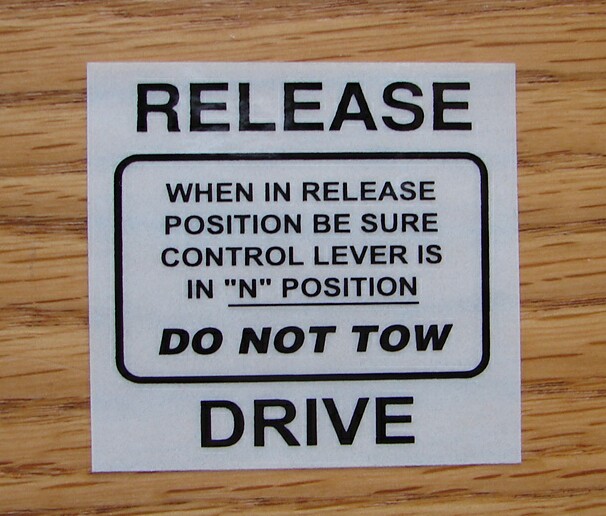 RELEASE
WHEN IN RELEASE
POSITION BE SURE
CONTROL LEVER IS
IN "N" POSITION
DO NOT TOW
DRIVE